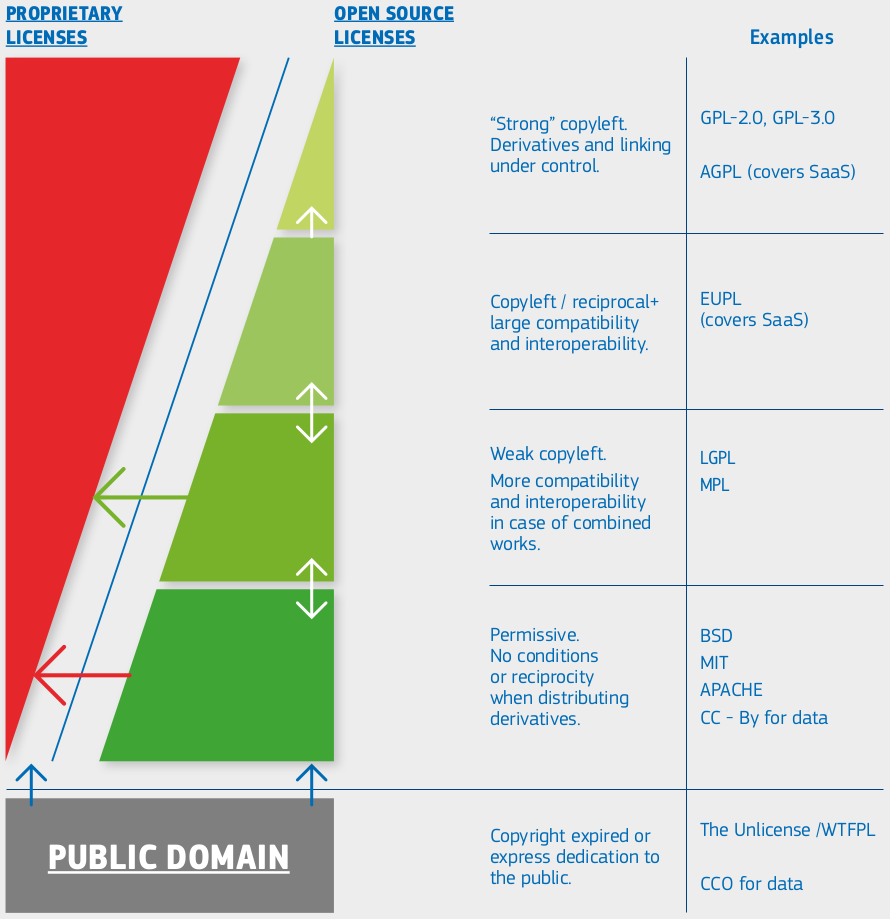 PROPRIETARY
LICENSES
OPEN SOURCE
LICENSES
Examples
“Strong” copyleft.
Derivatives and linking
under control.
GPL-2.0, GPL-3.0
AGPL (covers SaaS)
Copyleft / reciprocal+
large compatibility
and interoperability.
EUPL
(covers SaaS)
Weak copyleft.
More compatibility
and interoperability
in case of combined
works.
LGPL
MPL
Permissive.
No conditions
or reciprocity
when distributing
derivatives.
BSD
MIT
APACHE
CC - By for data
PUBLIC DOMAIN
Copyright expired or
express dedication to
the public.
The Unlicense /WTFPL
CCO for data